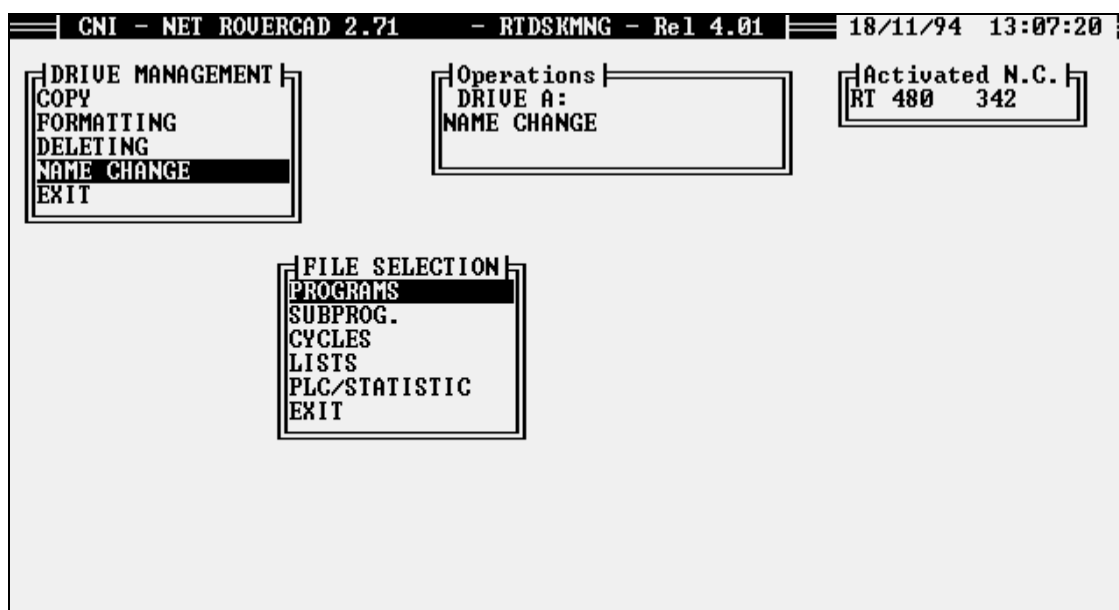 CNI - NET ROVERCAD 2.71 - RTDSKMNG - Rel 4.01 18/11/94 13:07:20
DRIVE MANAGEMENT
COPY
FORMATTING
DELETING
NAME CHANGE
EXIT
Operations
DRIVE A:
NAME CHANGE
Activated N.C.
RT 480 342
FILE SELECTION
PROGRAMS
SUBPROG.
CYCLES
LISTS
PLC/STATISTIC
EXIT